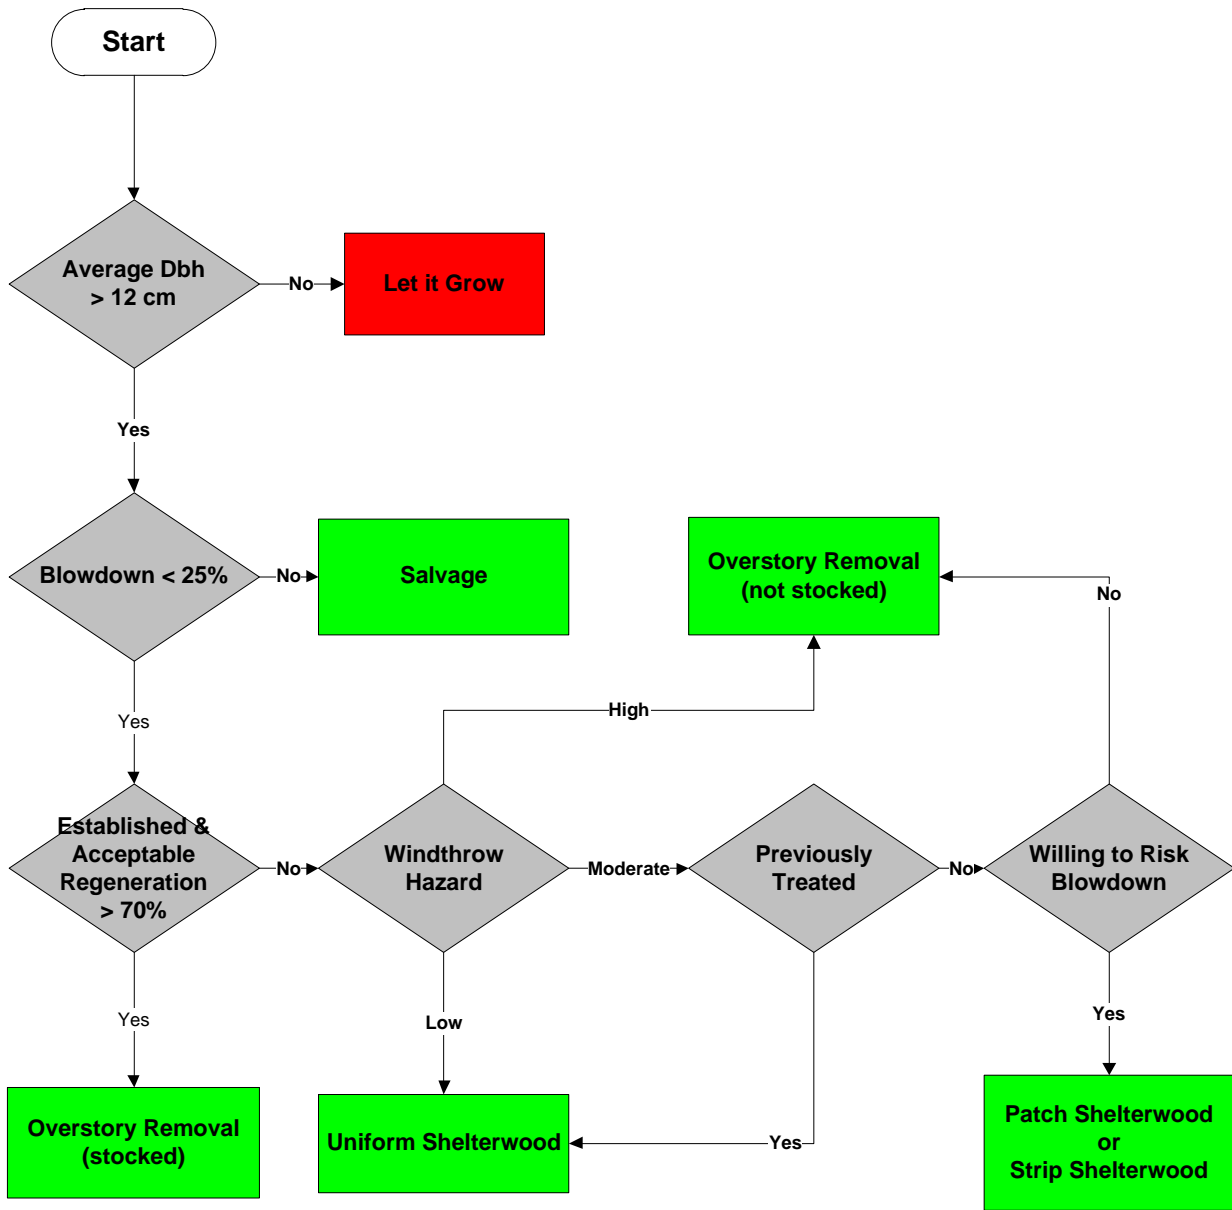 Start
Average Dbh
> 12 cm
No
Let it Grow
Yes
Blowdown < 25%
No
Salvage
Overstory Removal
(not stocked)
No
Yes
High
Established &
Acceptable
Regeneration
> 70%
No
Windthrow
Hazard
Moderate
Previously
Treated
No
Willing to Risk
Blowdown
Yes
Low
Yes
Overstory Removal
(stocked)
Uniform Shelterwood
Yes
Patch Shelterwood
or
Strip Shelterwood